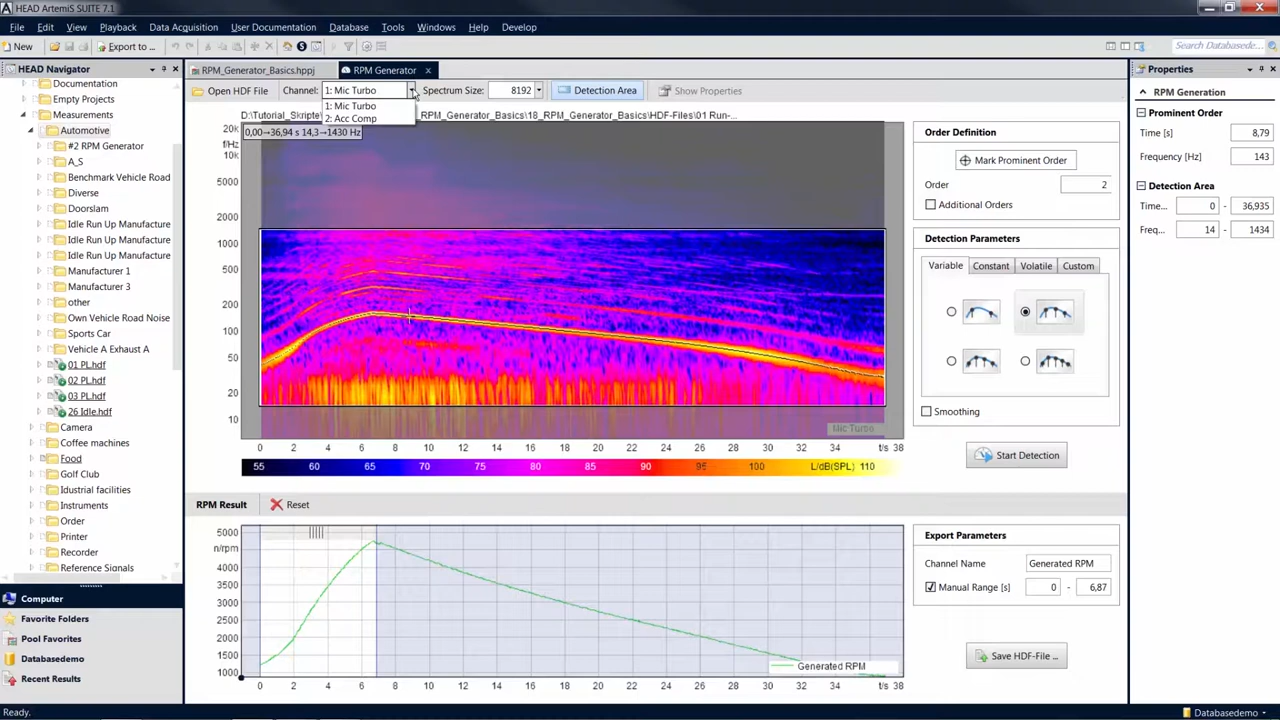 HEAD ArtemiS SUITE 7.1
File Edit View Playback Data Acquisition User Documentation Database Tools Windows Help Develop
New Export to ... Search Databasedem...
HEAD Navigator
Documentation
Empty Projects
Measurements
Automotive
#2 RPM Generator
A_S
Benchmark Vehicle Road
Diverse
Doorslam
Idle Run Up Manufacture
Idle Run Up Manufacture
Idle Run Up Manufacture
Manufacturer 1
Manufacturer 3
other
Own Vehicle Road Noise
Sports Car
Vehicle A Exhaust A
01 PL.hdf
02 PL.hdf
03 PL.hdf
26 Idle.hdf
Camera
Coffee machines
Food
Golf Club
Idustrial facilities
Instruments
Order
Printer
Recorder
Reference Signals
Computer
Favorite Folders
Pool Favorites
Databasedemo
Recent Results
RPM_Generator_Basics.hppj RPM Generator
Open HDF File Channel: 1: Mic Turbo Spectrum Size: 8192 Detection Area Show Properties
1: Mic Turbo
2: Acc Comp
D:\Tutorial_Skripte RPM_Generator_Basics\18_RPM_Generator_Basics\HDF-Files\01 Run-...
0,00→36,94 s 14,3→1430 Hz
20k
f/Hz
10k
5000
2000
1000
500
200
100
50
20
10
Mic Turbo
0 2 4 6 8 10 12 14 16 18 20 22 24 26 28 30 32 34 t/s 38
55 60 65 70 75 80 85 90 95 100 L/dB(SPL) 110
Order Definition
Mark Prominent Order
Order 2
Additional Orders
Detection Parameters
Variable Constant Volatile Custom
Smoothing
Start Detection
RPM Result Reset
5000
n/rpm
4000
3500
3000
2500
2000
1500
1000
Generated RPM
0 2 4 6 8 10 12 14 16 18 20 22 24 26 28 30 32 34 t/s 38
Export Parameters
Channel Name Generated RPM
Manual Range [s] 0 - 6,87
Save HDF-File ...
Properties
RPM Generation
Prominent Order
Time [s] 8,79
Frequency [Hz] 143
Detection Area
Time... 0 - 36,935
Freq... 14 - 1434
Ready. Databasedemo